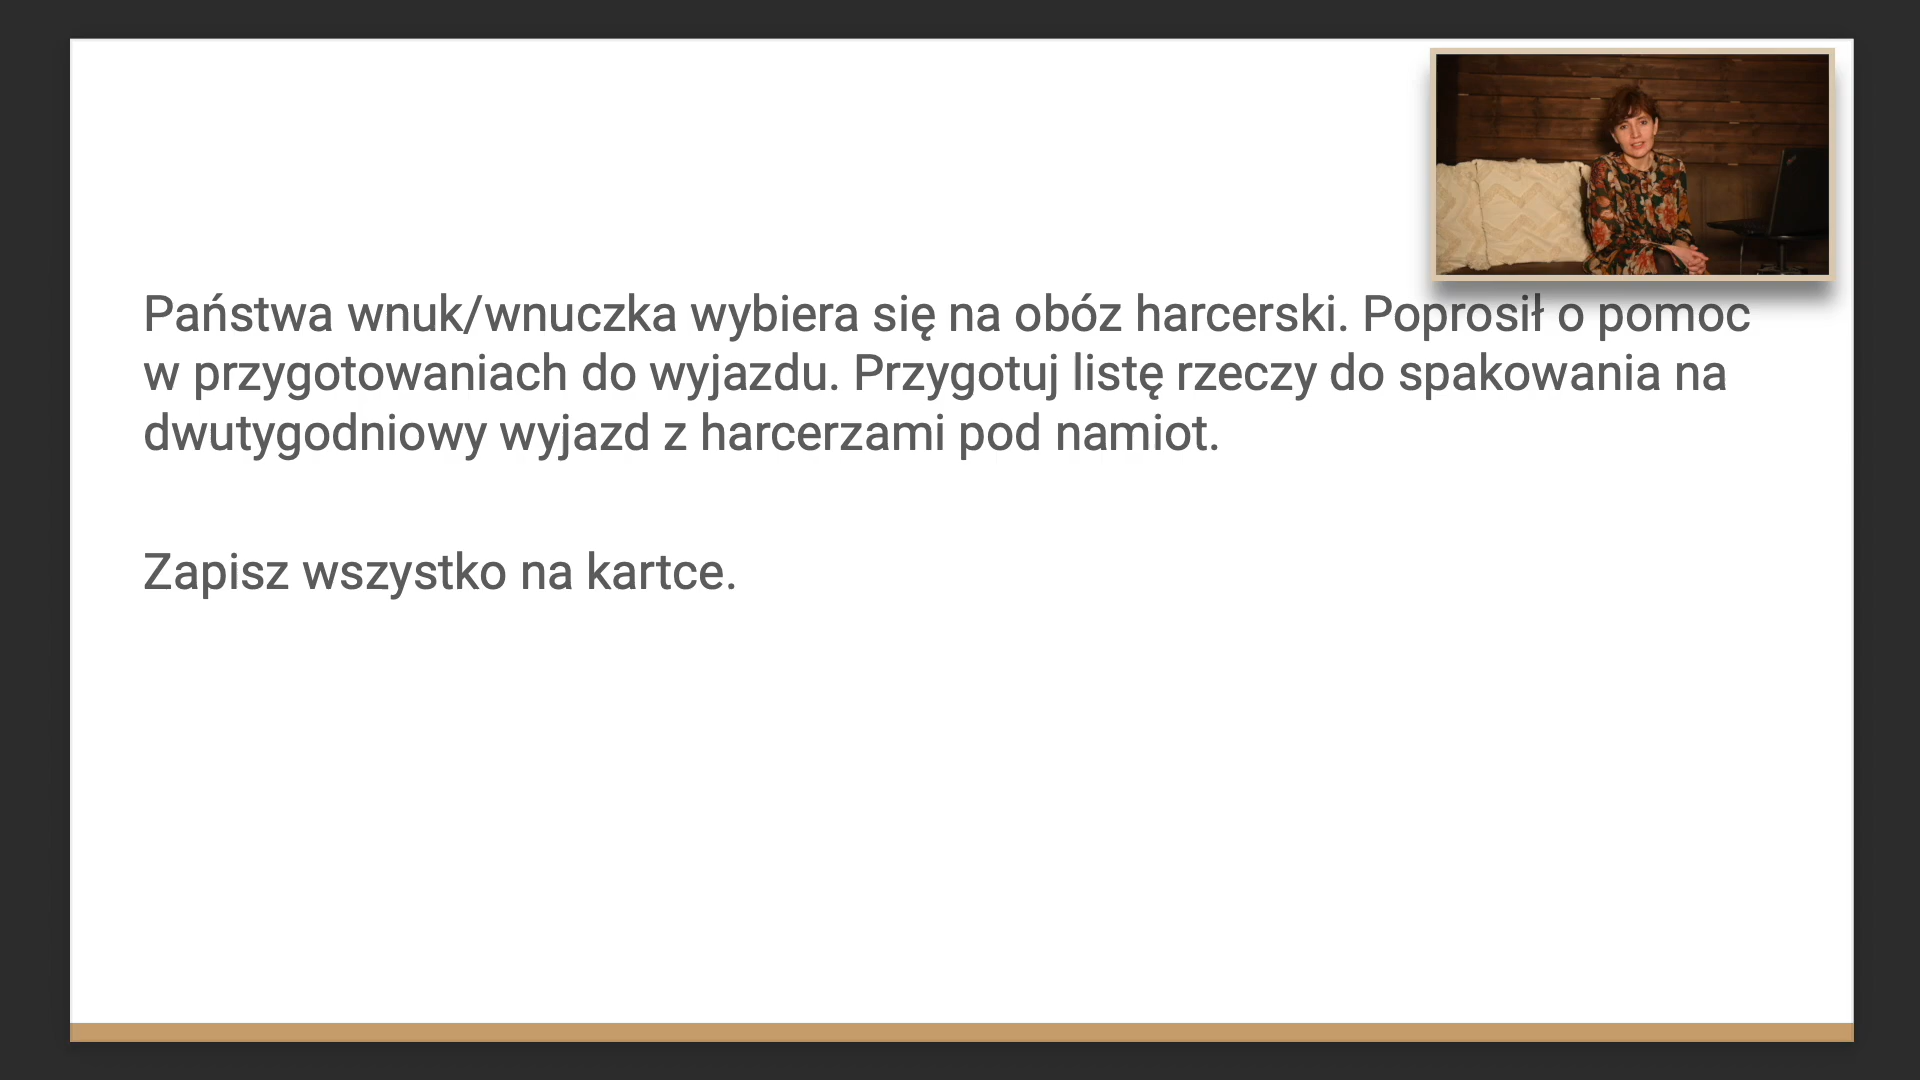 Państwa wnuk/wnuczka wybiera się na obóz harcerski. Poprosił o pomoc
w przygotowaniach do wyjazdu. Przygotuj listę rzeczy do spakowania na
dwutygodniowy wyjazd z harcerzami pod namiot.
Zapisz wszystko na kartce.